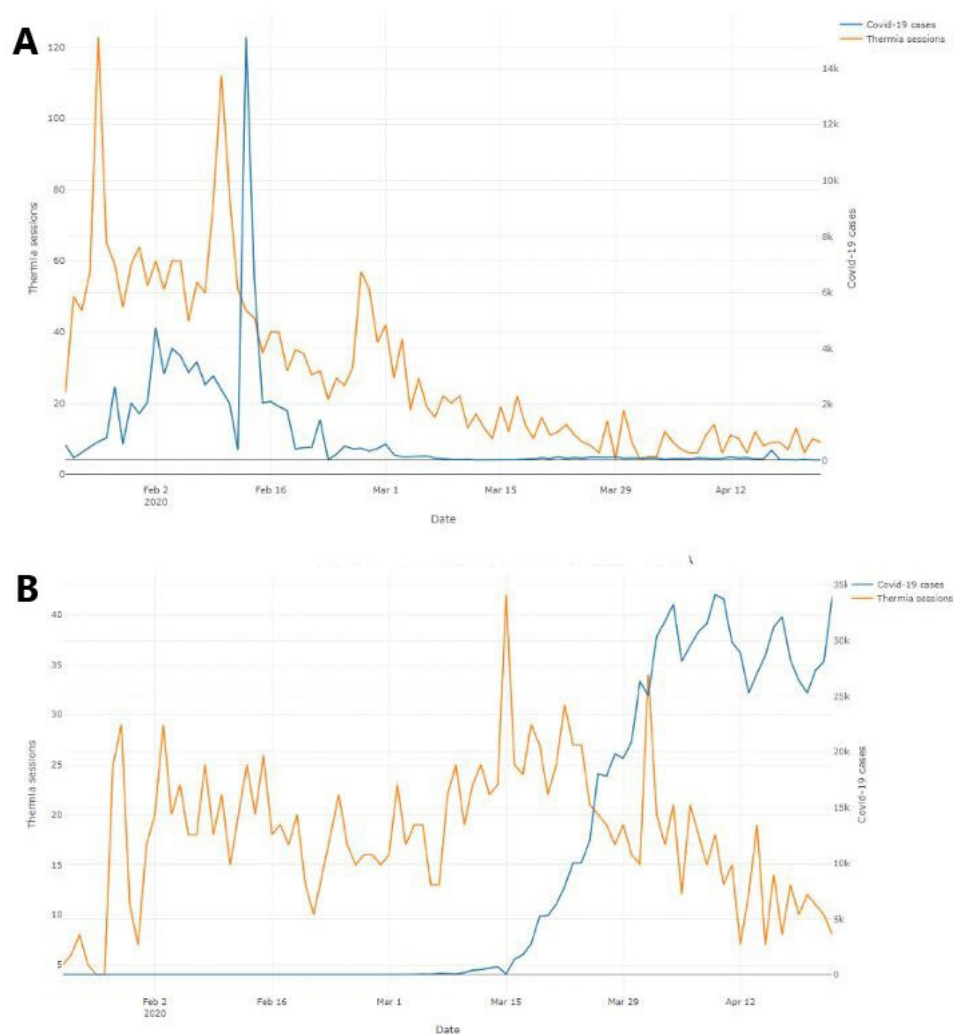 A
Covid-19 cases
Thermia sessions
120
100
80
60
40
20
0
Thermia sessions
14k
12k
10k
8k
6k
4k
2k
0
Covid-19 cases
Feb 2
2020
Feb 16
Mar 1
Mar 15
Mar 29
Apr 12
Date
\
B
Covid-19 cases
Thermia sessions
40
35
30
25
20
15
10
5
Thermia sessions
35k
30k
25k
20k
15k
10k
5k
0
Covid-19 cases
Feb 2
2020
Feb 16
Mar 1
Mar 15
Mar 29
Apr 12
Date